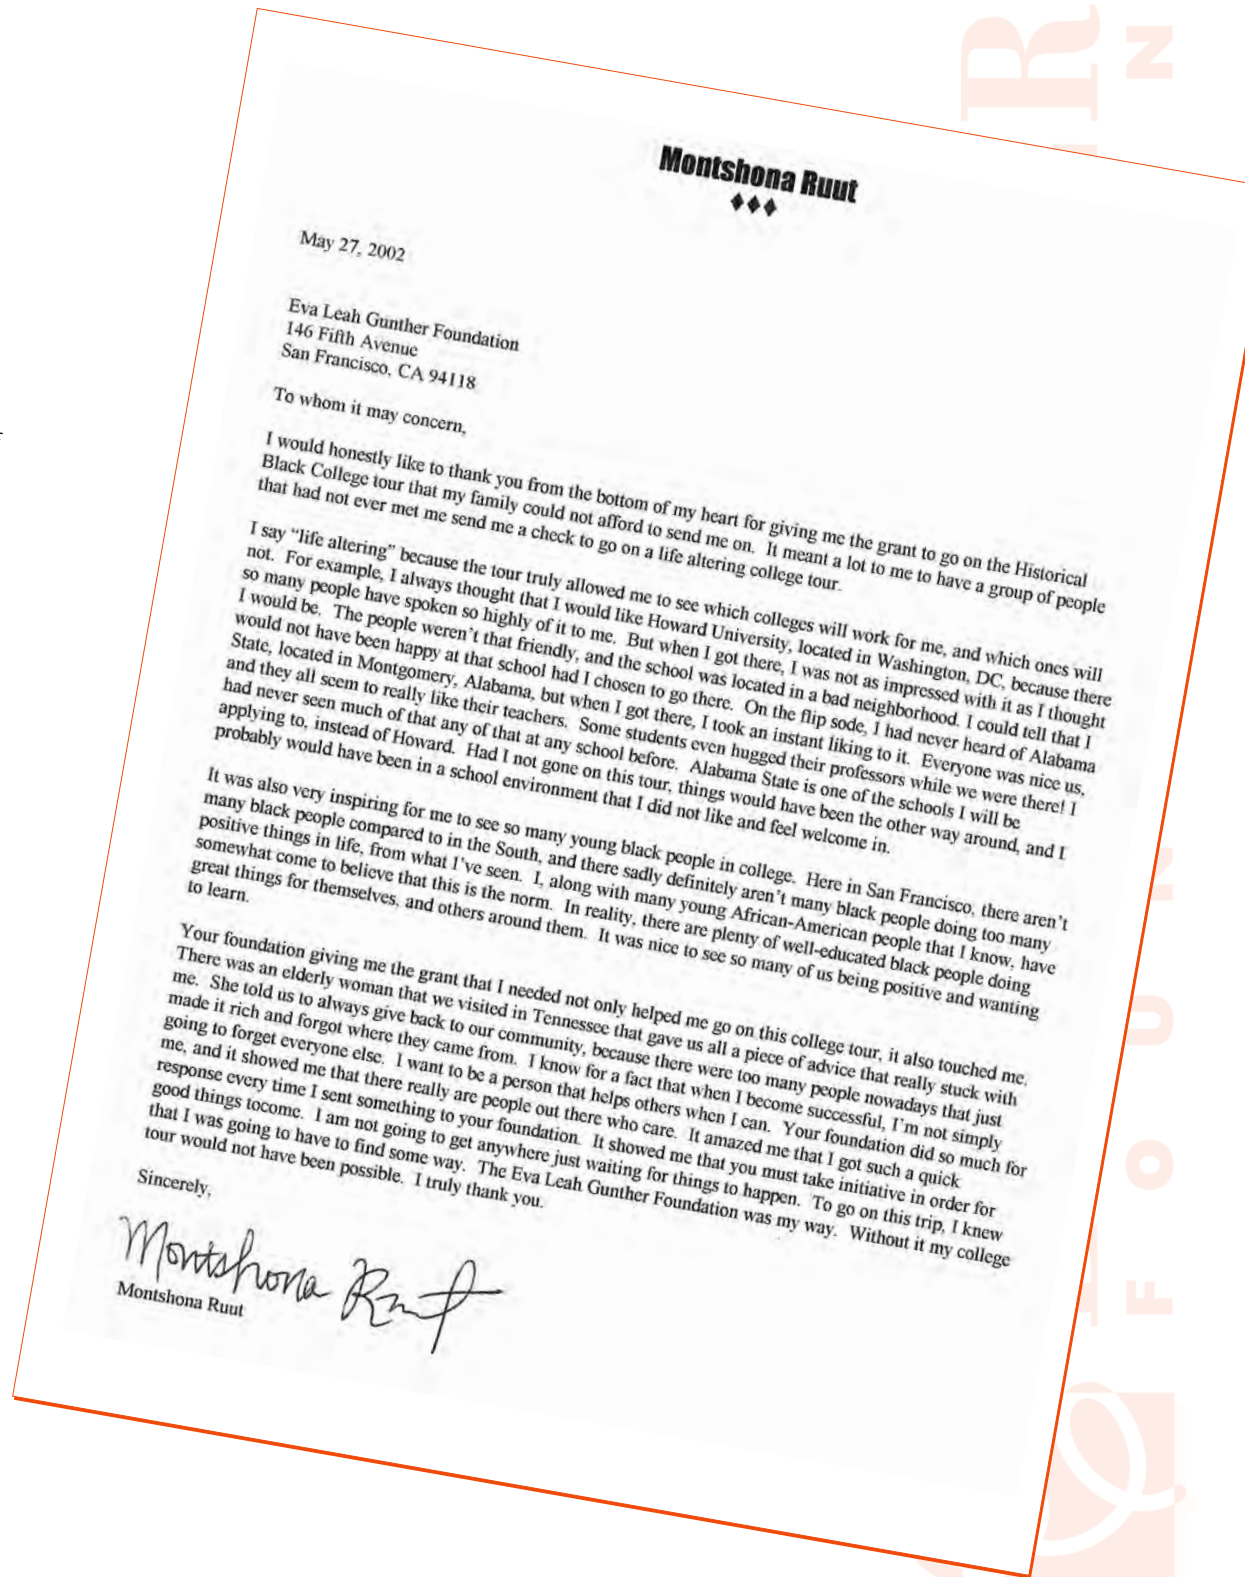 Montshona Ruut
May 27, 2002
Eva Leah Gunther Foundation
146 Fifth Avenue
San Francisco, CA 94118
To whom it may concern,
I would honestly like to thank you from the bottom of my heart for giving me the grant to go on the Historical
Black College tour that my family could not afford to send me on. It meant a lot to me to have a group of people
that had not ever met me send me a check to go on a life altering college tour.
I say “life altering” because the tour truly allowed me to see which colleges will work for me, and which ones will
not. For example, I always thought that I would like Howard University, located in Washington, DC, because there
so many people have spoken so highly of it to me. But when I got there, I was not as impressed with it as I thought
I would be. The people weren’t that friendly, and the school was located in a bad neighborhood. I could tell that I
would not have been happy at that school had I chosen to go there. On the flip sode, I had never heard of Alabama
State, located in Montgomery, Alabama, but when I got there, I took an instant liking to it. Everyone was nice us,
and they all seem to really like their teachers. Some students even hugged their professors while we were there! I
had never seen much of that any of that at any school before. Alabama State is one of the schools I will be
applying to, instead of Howard. Had I not gone on this tour, things would have been the other way around, and I
probably would have been in a school environment that I did not like and feel welcome in.
It was also very inspiring for me to see so many young black people in college. Here in San Francisco, there aren’t
many black people compared to in the South, and there sadly definitely aren’t many black people doing too many
positive things in life, from what I’ve seen. I, along with many young African-American people that I know, have
somewhat come to believe that this is the norm. In reality, there are plenty of well-educated black people doing
great things for themselves, and others around them. It was nice to see so many of us being positive and wanting
to learn.
Your foundation giving me the grant that I needed not only helped me go on this college tour, it also touched me.
There was an elderly woman that we visited in Tennessee that gave us all a piece of advice that really stuck with
me. She told us to always give back to our community, because there were too many people nowadays that just
made it rich and forgot where they came from. I know for a fact that when I become successful, I’m not simply
going to forget everyone else. I want to be a person that helps others when I can. Your foundation did so much for
me, and it showed me that there really are people out there who care. It amazed me that I got such a quick
response every time I sent something to your foundation. It showed me that you must take initiative in order for
good things tocome. I am not going to get anywhere just waiting for things to happen. To go on this trip, I knew
that I was going to have to find some way. The Eva Leah Gunther Foundation was my way. Without it my college
tour would not have been possible. I truly thank you.
Sincerely,
Montshona Ruut
Montshona Ruut